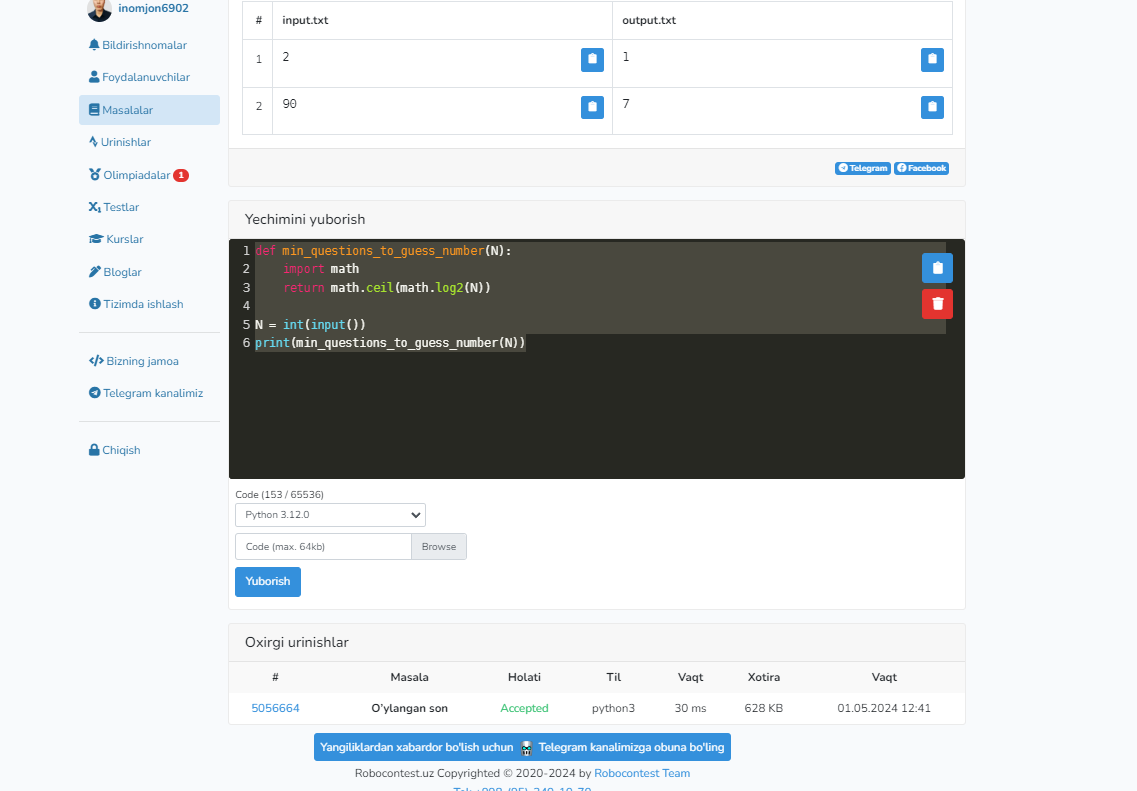 inomjon6902
Bildirishnomalar
Foydalanuvchilar
Masalalar
Urinishlar
Olimpiadalar 1
Testlar
Kurslar
Bloglar
Tizimda ishlash
Bizning jamoa
Telegram kanalimiz
Chiqish
# input.txt output.txt
1 2 1
2 90 7
Telegram Facebook
Yechimini yuborish
1 def min_questions_to_guess_number(N):
2     import math
3     return math.ceil(math.log2(N))
4
5 N = int(input())
6 print(min_questions_to_guess_number(N))
Code (153 / 65536)
Python 3.12.0
Code (max. 64kb) Browse
Yuborish
Oxirgi urinishlar
# Masala Holati Til Vaqt Xotira Vaqt
5056664 O'ylangan son Accepted python3 30 ms 628 KB 01.05.2024 12:41
Yangiliklardan xabardor bo'lish uchun Telegram kanalimizga obuna bo'ling
Robocontest.uz Copyrighted © 2020-2024 by Robocontest Team